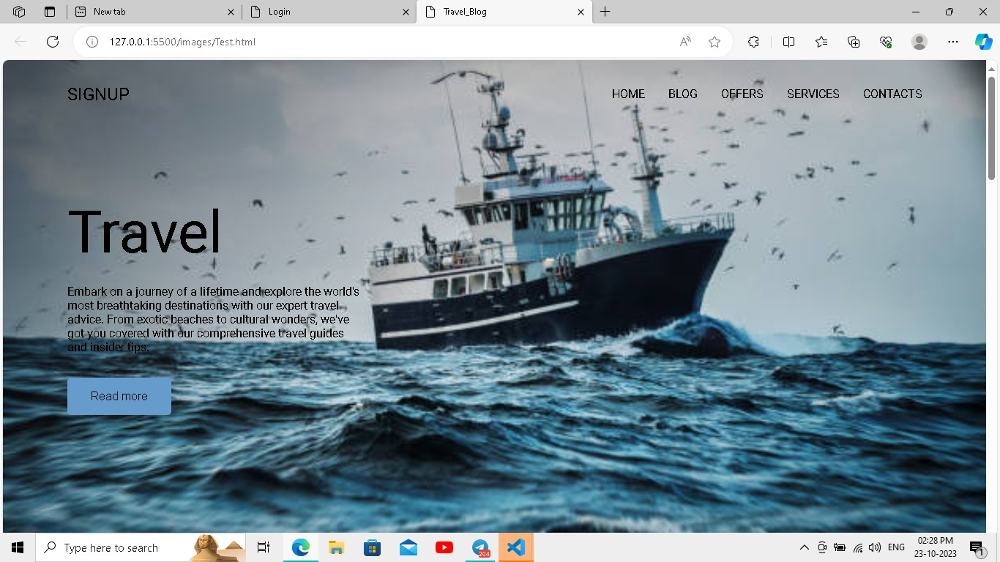 New tab
Login
Travel_Blog
127.0.0.1:5500/images/Test.html
SIGNUP
HOME BLOG OFFERS SERVICES CONTACTS
Travel
Embark on a journey of a lifetime and explore the world's
most breathtaking destinations with our expert travel
advice. From exotic beaches to cultural wonders, we've
got you covered with our comprehensive travel guides
and insider tips.
Read more
Type here to search
204
ENG
02:28 PM
23-10-2023
1